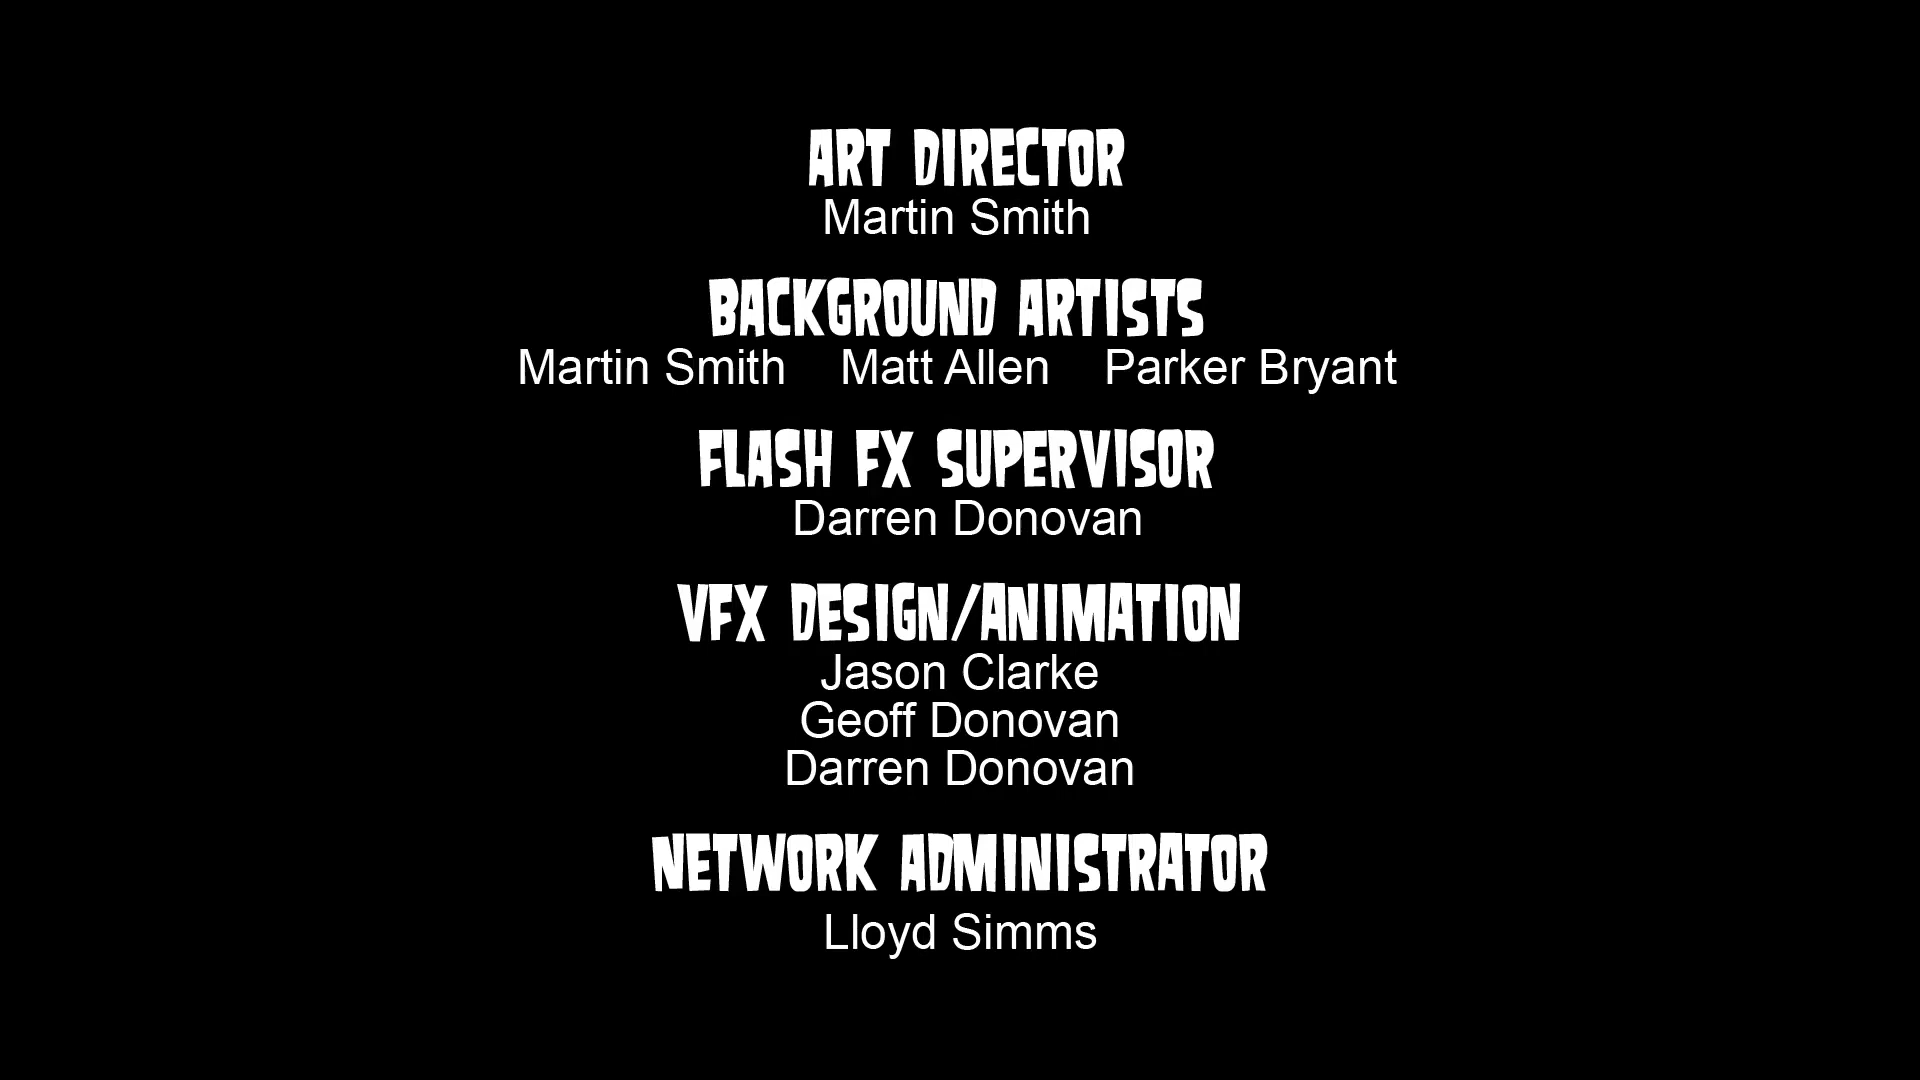 ART DIRECTOR
Martin Smith
BACKGROUND ARTISTS
Martin Smith Matt Allen Parker Bryant
FLASH FX SUPERVISOR
Darren Donovan
VFX DESIGN/ANIMATION
Jason Clarke
Geoff Donovan
Darren Donovan
NETWORK ADMINISTRATOR
Lloyd Simms